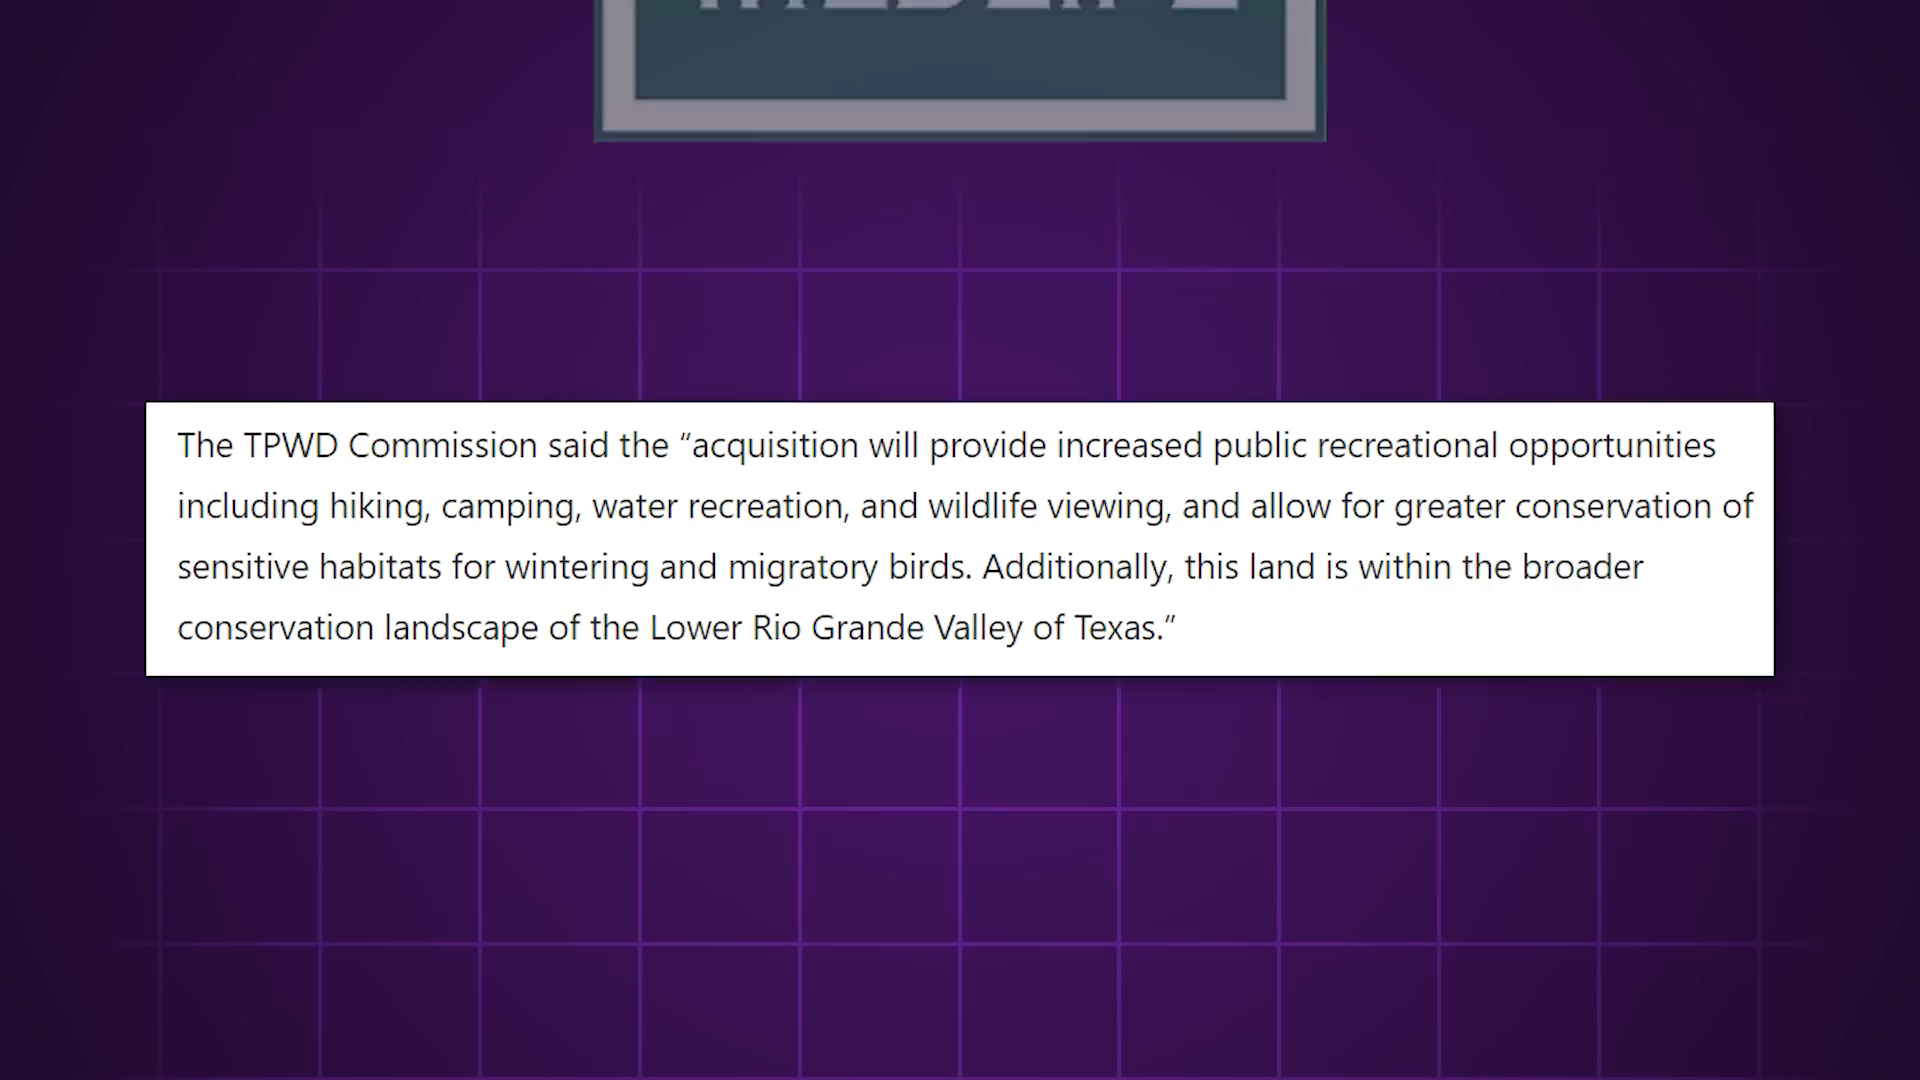 The TPWD Commission said the “acquisition will provide increased public recreational opportunities
including hiking, camping, water recreation, and wildlife viewing, and allow for greater conservation of
sensitive habitats for wintering and migratory birds. Additionally, this land is within the broader
conservation landscape of the Lower Rio Grande Valley of Texas.”